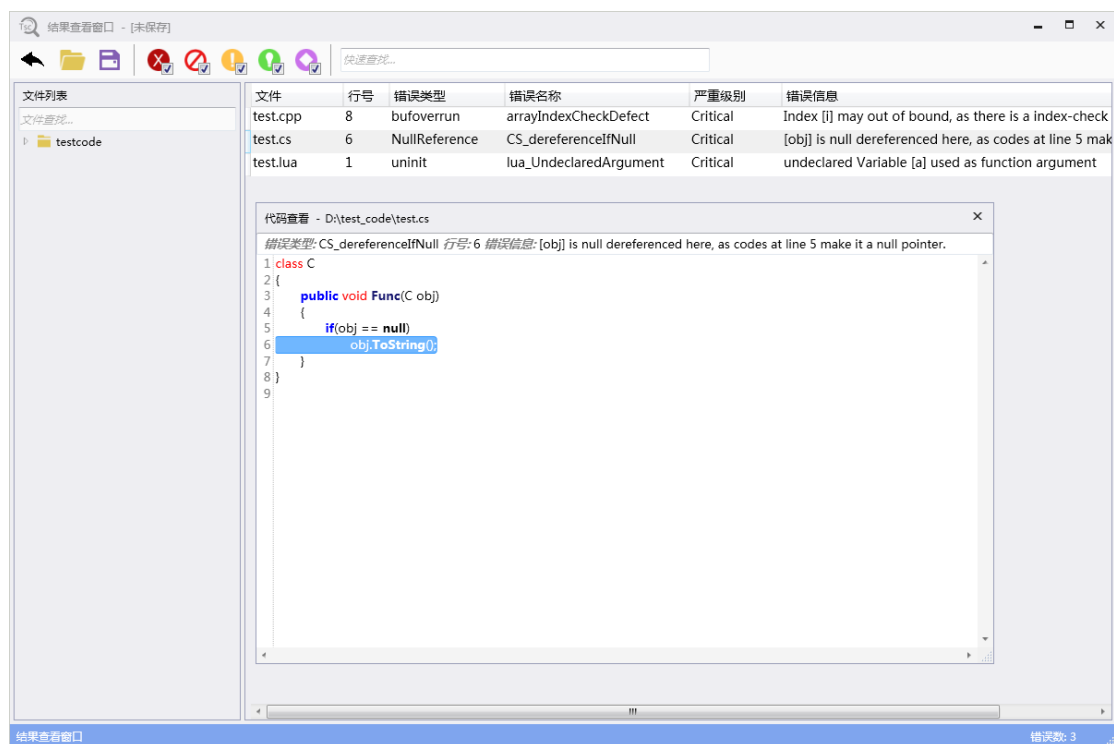 TSC 结果查看窗口 - [未保存]
快速查找...
文件列表
文件查找...
testcode
文件 行号 错误类型 错误名称 严重级别 错误信息
test.cpp 8 bufoverrun arrayIndexCheckDefect Critical Index [i] may out of bound, as there is a index-check
test.cs 6 NullReference CS_dereferenceIfNull Critical [obj] is null dereferenced here, as codes at line 5 mak
test.lua 1 uninit lua_UndeclaredArgument Critical undeclared Variable [a] used as function argument
代码查看 - D:\test_code\test.cs
错误类型: CS_dereferenceIfNull 行号: 6 错误信息: [obj] is null dereferenced here, as codes at line 5 make it a null pointer.
1 class C
2 {
3 public void Func(C obj)
4 {
5 if(obj == null)
6 obj.ToString();
7 }
8 }
9
结果查看窗口 错误数: 3